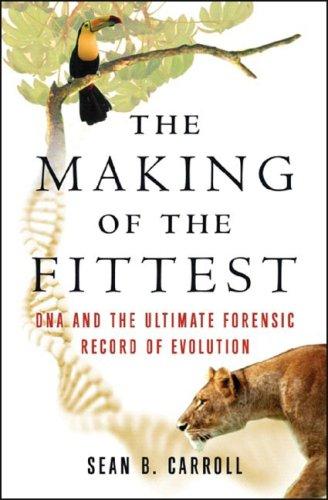 THE
MAKING
OF THE
FITTEST
DNA AND THE ULTIMATE FORENSIC
RECORD OF EVOLUTION
SEAN B. CARROLL